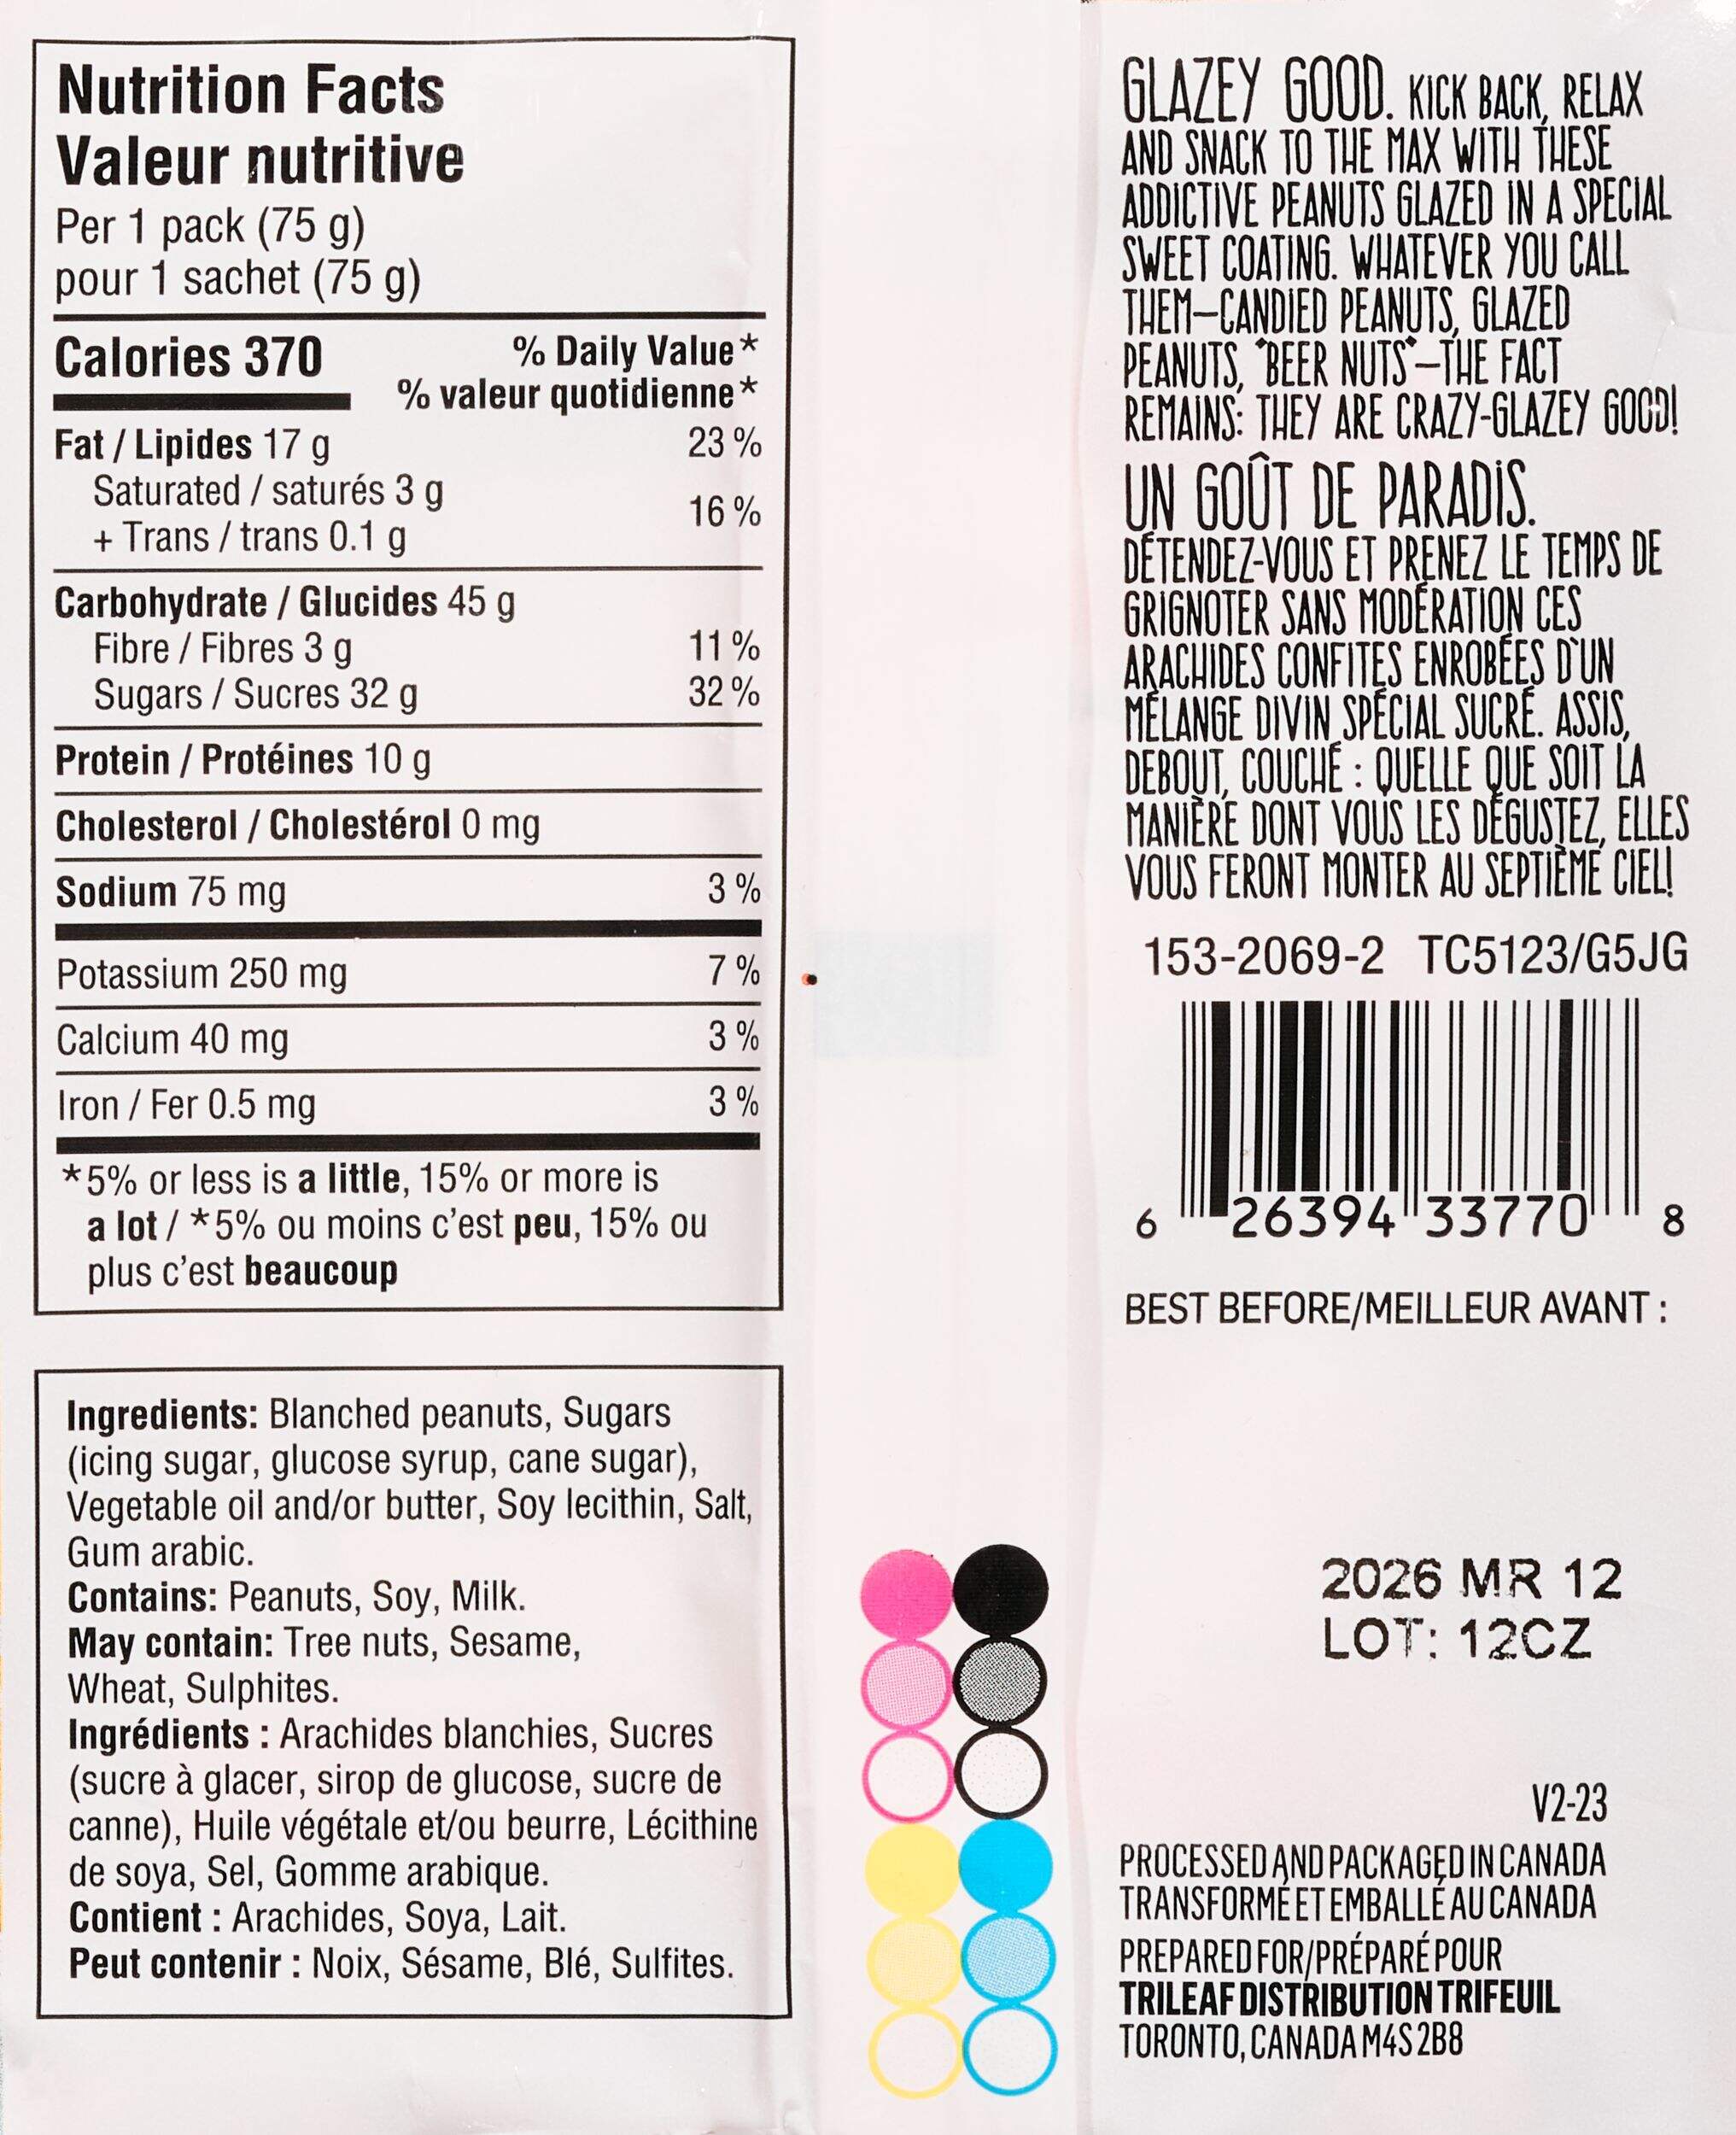 Nutrition Facts
Valeur nutritive
Per 1 pack (75 g)
pour 1 sachet (75 g)
Calories 370
% Daily Value*
% valeur quotidienne*
Fat / Lipides 17 g 23 %
Saturated / saturés 3 g
+ Trans / trans 0.1 g
16 %
Carbohydrate / Glucides 45 g
Fibre / Fibres 3 g 11 %
Sugars / Sucres 32 g 32 %
Protein / Protéines 10 g
Cholesterol / Cholestérol 0 mg
Sodium 75 mg 3 %
Potassium 250 mg 7 %
Calcium 40 mg 3 %
Iron / Fer 0.5 mg 3 %
*5% or less is a little, 15% or more is
a lot / *5% ou moins c'est peu, 15% ou
plus c'est beaucoup
Ingredients: Blanched peanuts, Sugars
(icing sugar, glucose syrup, cane sugar),
Vegetable oil and/or butter, Soy lecithin, Salt,
Gum arabic.
Contains: Peanuts, Soy, Milk.
May contain: Tree nuts, Sesame,
Wheat, Sulphites.
Ingrédients : Arachides blanchies, Sucres
(sucre à glacer, sirop de glucose, sucre de
canne), Huile végétale et/ou beurre, Lécithine
de soya, Sel, Gomme arabique.
Contient : Arachides, Soya, Lait.
Peut contenir : Noix, Sésame, Blé, Sulfites.
GLAZEY GOOD. KICK BACK, RELAX
AND SNACK TO THE MAX WITH THESE
ADDICTIVE PEANUTS GLAZED IN A SPECIAL
SWEET COATING. WHATEVER YOU CALL
THEM–CANDIED PEANUTS, GLAZED
PEANUTS, "BEER NUTS"–THE FACT
REMAINS: THEY ARE CRAZY-GLAZEY GOOD!
UN GOÛT DE PARADIS.
DÉTENDEZ-VOUS ET PRENEZ LE TEMPS DE
GRIGNOTER SANS MODÉRATION CES
ARACHIDES CONFITES ENROBÉES D'UN
MÉLANGE DIVIN SPÉCIAL SUCRÉ. ASSIS,
DEBOUT, COUCHÉ : QUELLE QUE SOIT LA
MANIÈRE DONT VOUS LES DÉGUSTEZ, ELLES
VOUS FERONT MONTER AU SEPTIÈME CIEL!
153-2069-2 TC5123/G5JG
6 26394 33770 8
BEST BEFORE/MEILLEUR AVANT :
2026 MR 12
LOT: 12CZ
V2-23
PROCESSED AND PACKAGED IN CANADA
TRANSFORMÉ ET EMBALLÉ AU CANADA
PREPARED FOR/PRÉPARÉ POUR
TRILEAF DISTRIBUTION TRIFEUIL
TORONTO, CANADA M4S 2B8